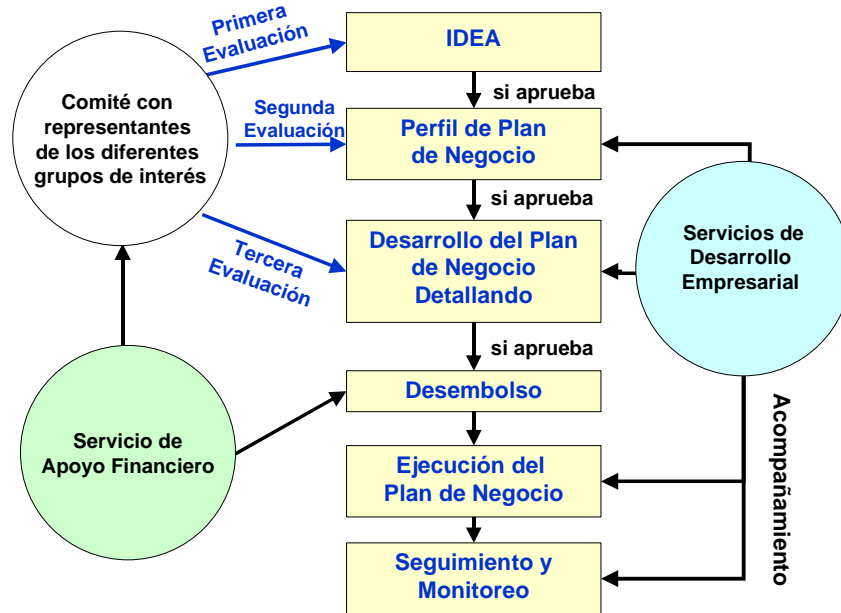 Primera
Evaluación
IDEA
si aprueba
Comité con
representantes
de los diferentes
grupos de interés
Segunda
Evaluación
Perfil de Plan
de Negocio
si aprueba
Tercera
Evaluación
Desarrollo del Plan
de Negocio
Detallando
Servicios de
Desarrollo
Empresarial
si aprueba
Desembolso
Servicio de
Apoyo Financiero
Acompañamiento
Ejecución del
Plan de Negocio
Seguimiento y
Monitoreo